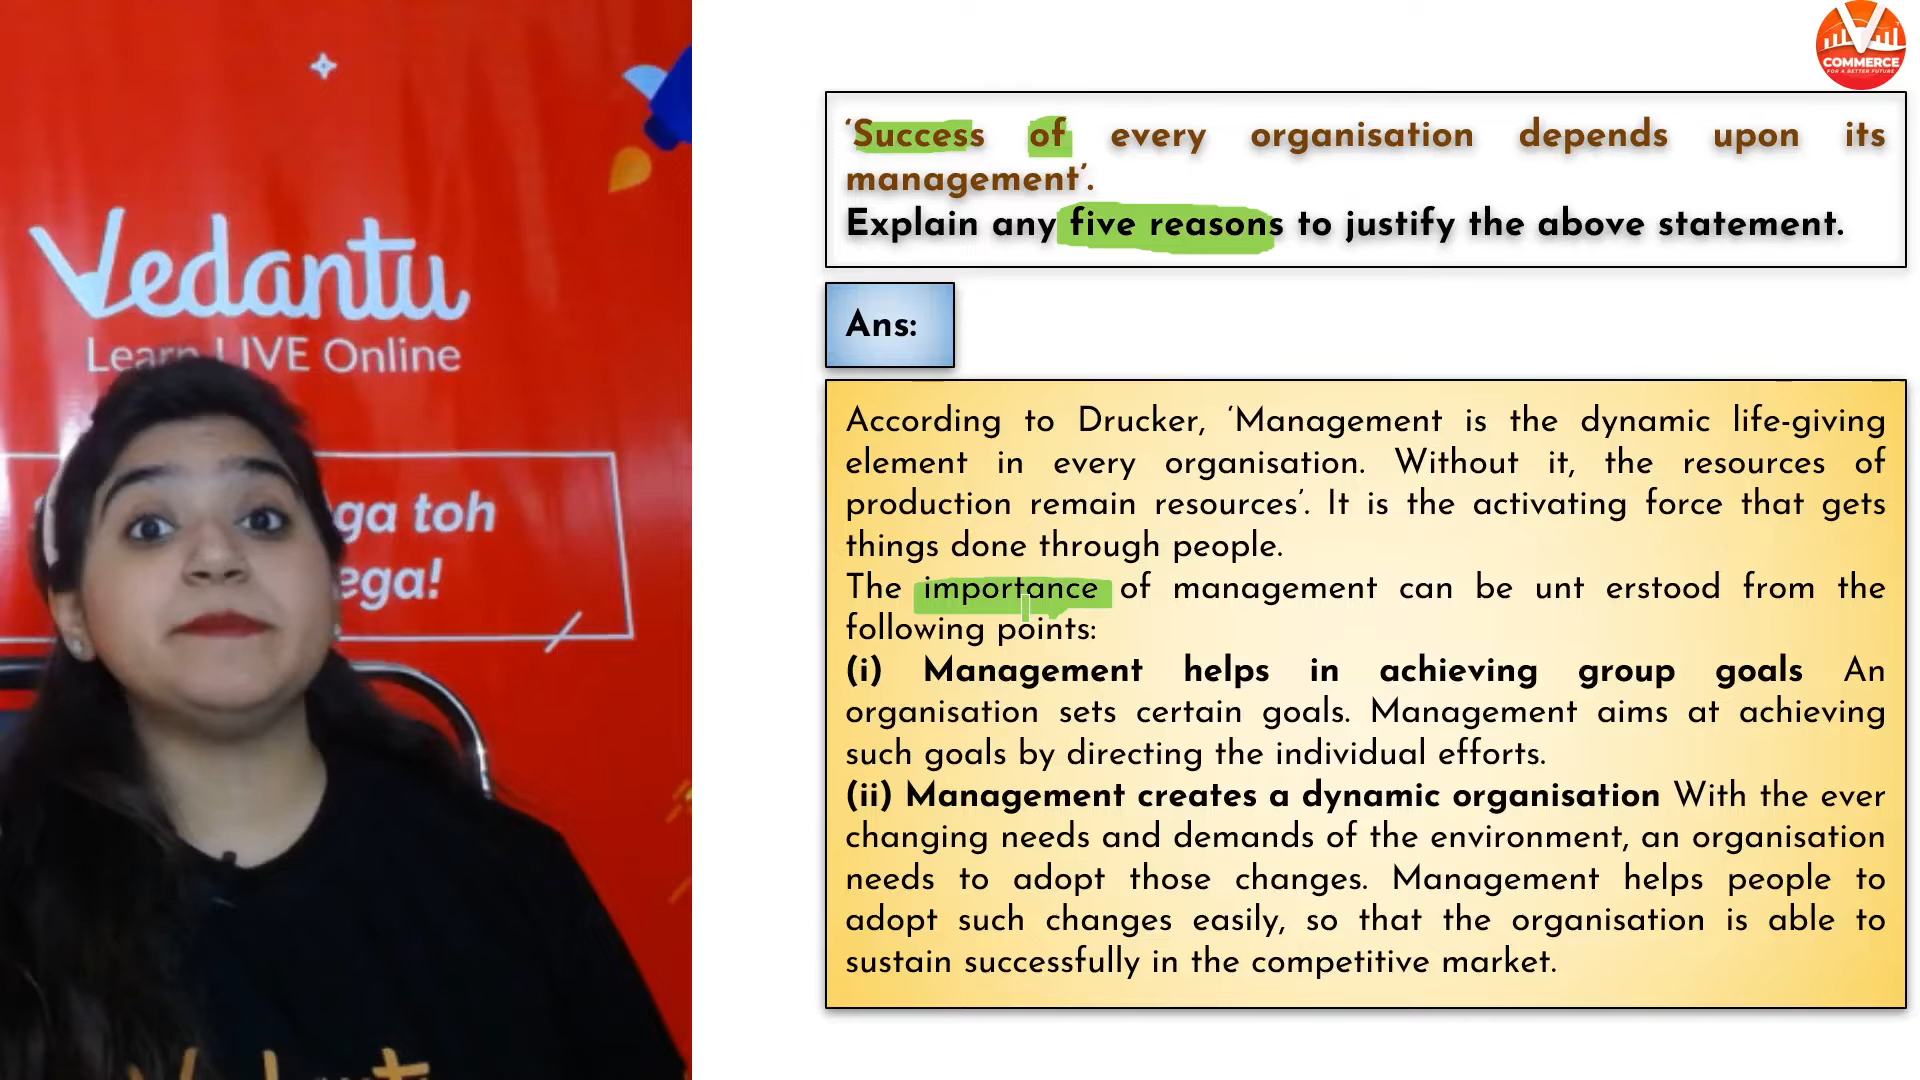 Vedantu
Learn LIVE Online
ga toh
ega!
COMMERCE
FOR A BETTER FUTURE
‘Success of every organisation depends upon its
management’.
Explain any five reasons to justify the above statement.
Ans:
According to Drucker, ‘Management is the dynamic life-giving
element in every organisation. Without it, the resources of
production remain resources’. It is the activating force that gets
things done through people.
The importance of management can be unt erstood from the
following points:
(i) Management helps in achieving group goals An
organisation sets certain goals. Management aims at achieving
such goals by directing the individual efforts.
(ii) Management creates a dynamic organisation With the ever
changing needs and demands of the environment, an organisation
needs to adopt those changes. Management helps people to
adopt such changes easily, so that the organisation is able to
sustain successfully in the competitive market.